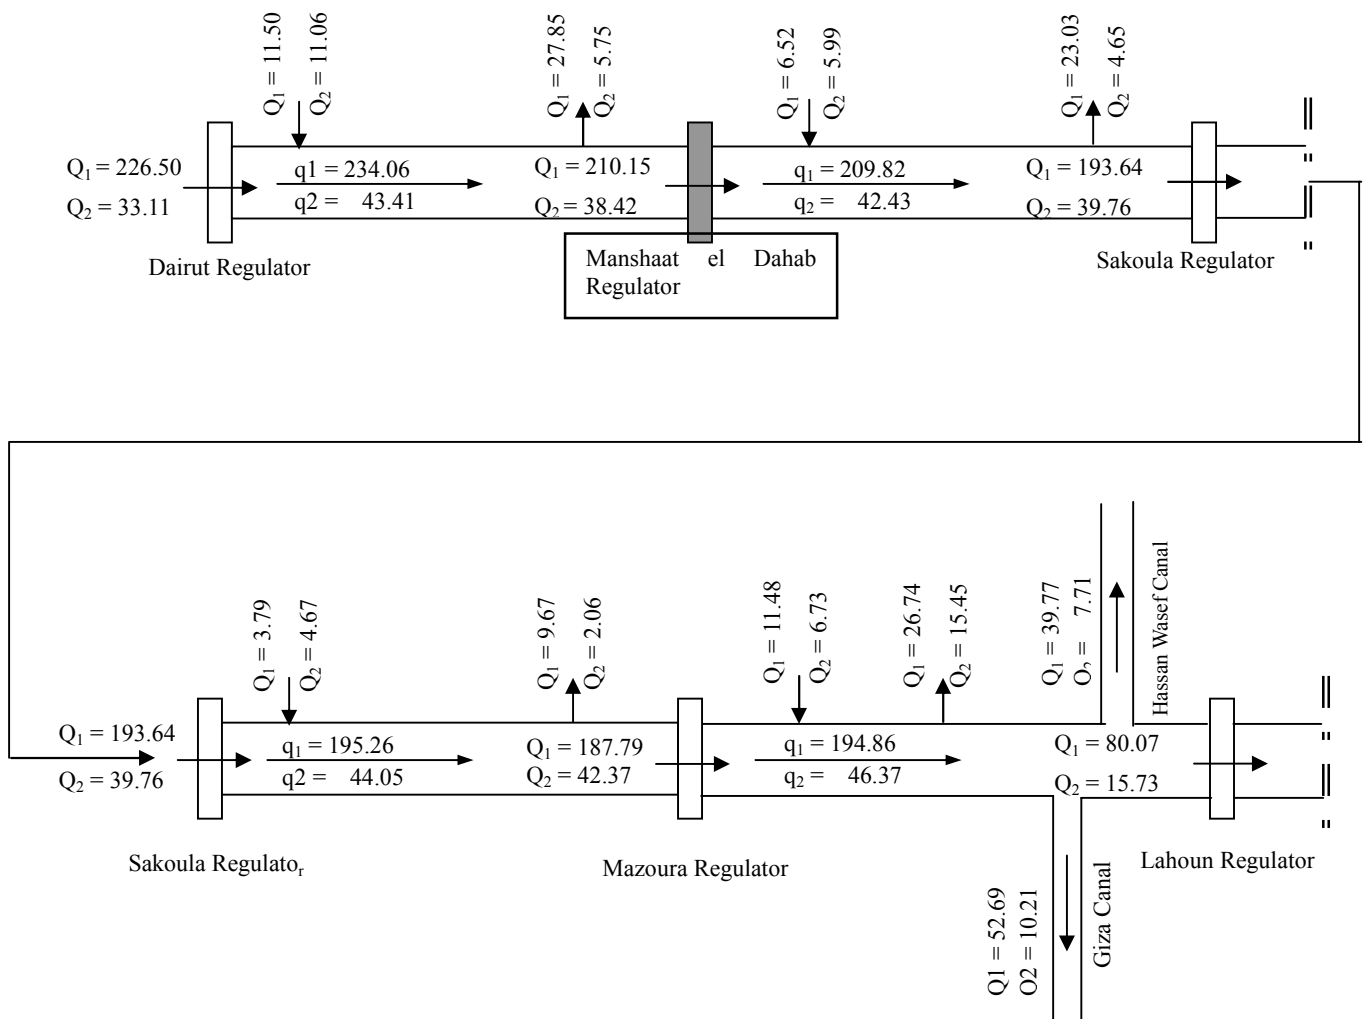 Q₁ = 11.50
Q₂ = 11.06
Q₁ = 27.85
Q₂ = 5.75
Q₁ = 6.52
Q₂ = 5.99
Q₁ = 23.03
Q₂ = 4.65
Q₁ = 226.50
Q₂ = 33.11
q1 = 234.06
q2 = 43.41
Q₁ = 210.15
Q₂ = 38.42
q₁ = 209.82
q₂ = 42.43
Q₁ = 193.64
Q₂ = 39.76
Dairut Regulator
Manshaat el Dahab
Regulator
Sakoula Regulator
Q₁ = 3.79
Q₂ = 4.67
Q₁ = 9.67
Q₂ = 2.06
Q₁ = 11.48
Q₂ = 6.73
Q₁ = 26.74
Q₂ = 15.45
Q₁ = 39.77
Q₂ = 7.71
Hassan Wasef Canal
Q₁ = 193.64
Q₂ = 39.76
q₁ = 195.26
q2 = 44.05
Q₁ = 187.79
Q₂ = 42.37
q₁ = 194.86
q₂ = 46.37
Q₁ = 80.07
Q₂ = 15.73
Sakoula Regulatoᵣ
Mazoura Regulator
Lahoun Regulator
Q1 = 52.69
Q2 = 10.21
Giza Canal